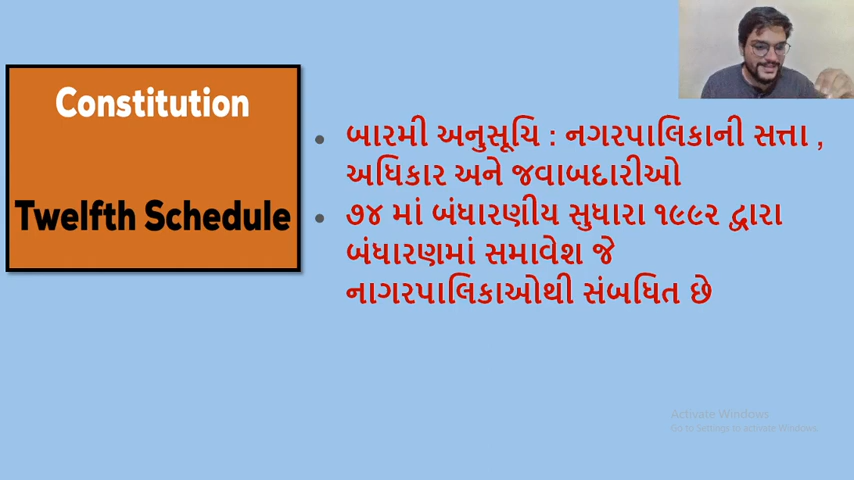 Constitution
Twelfth Schedule
બારમી અનુસૂચિ : નગરપાલિકાની સત્તા ,
અધિકાર અને જવાબદારીઓ
૭૪ માં બંધારણીય સુધારા ૧૯૯૨ દ્વારા
બંધારણમાં સમાવેશ જે
નાગરપાલિકાઓથી સંબધિત છે
Activate Windows
Go to Settings to activate Windows.